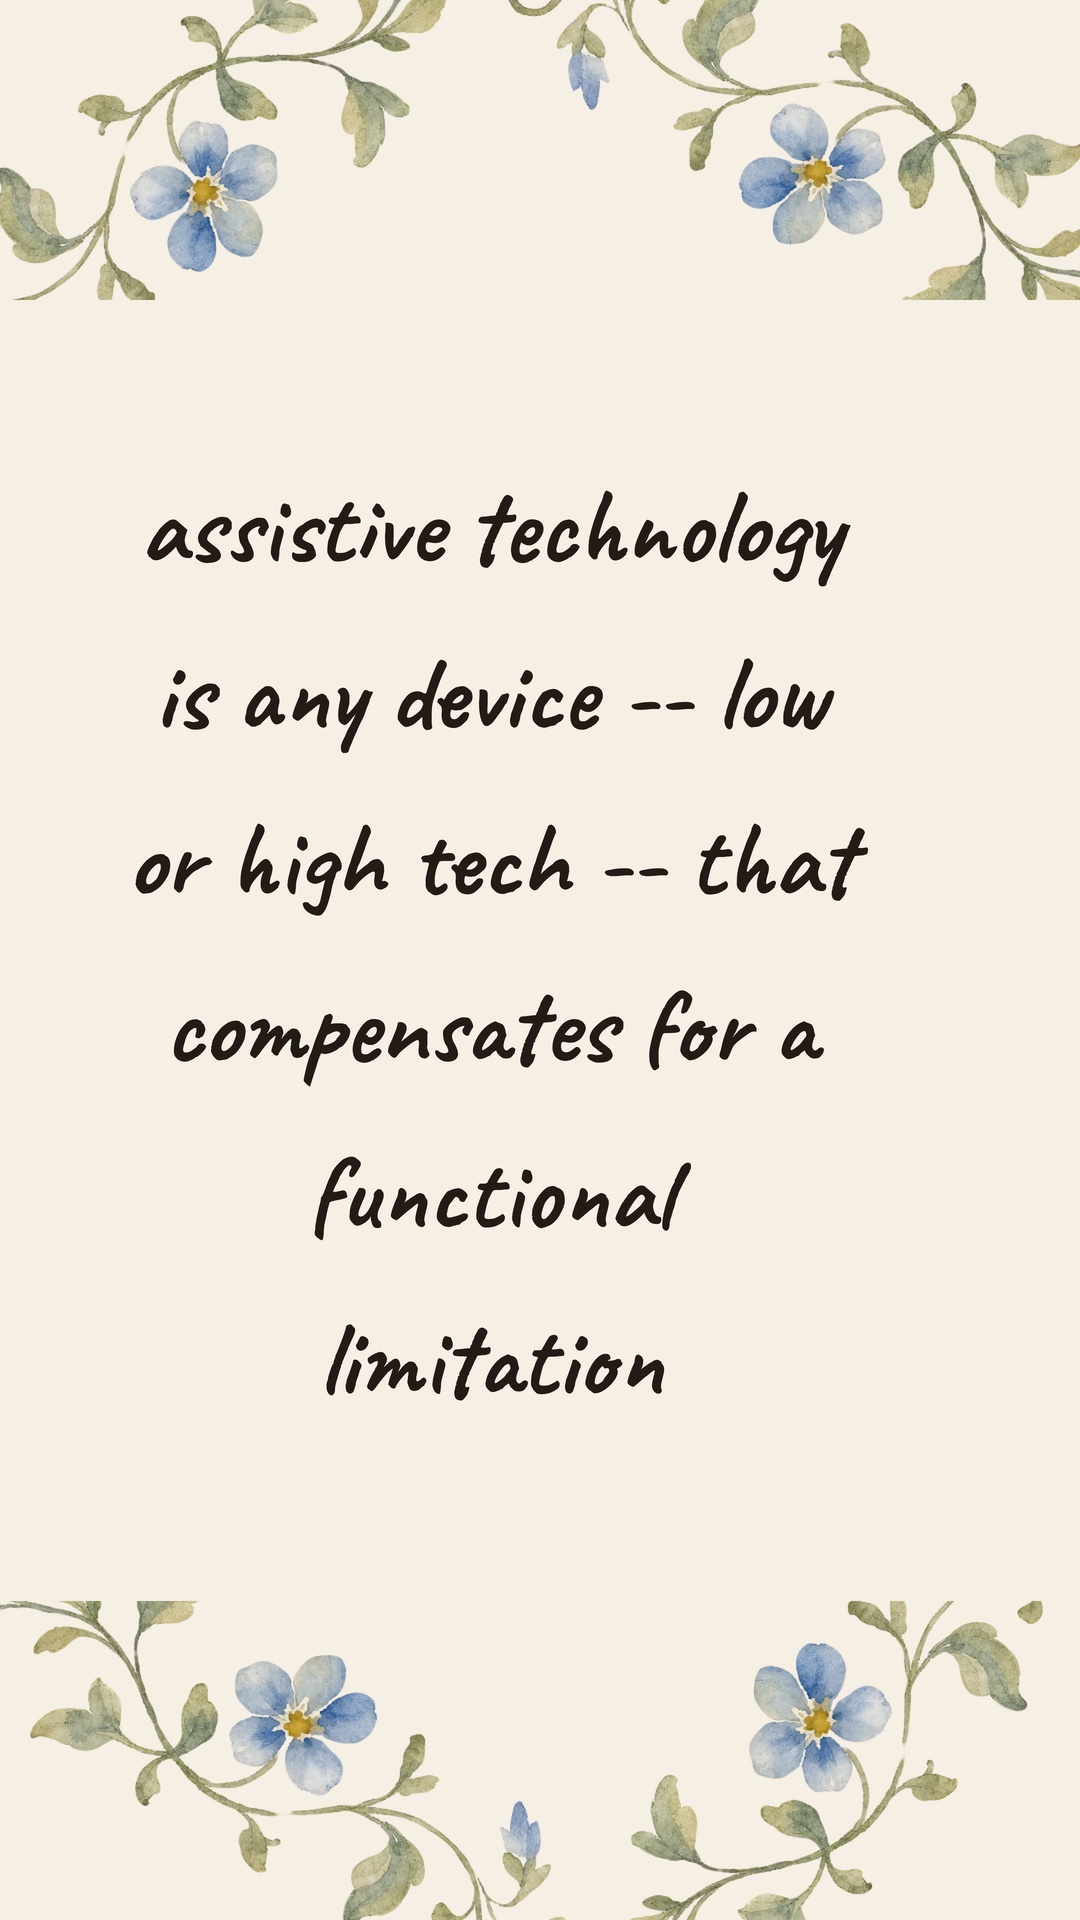 assistive technology
is any device -- low
or high tech -- that
compensates for a
functional
limitation